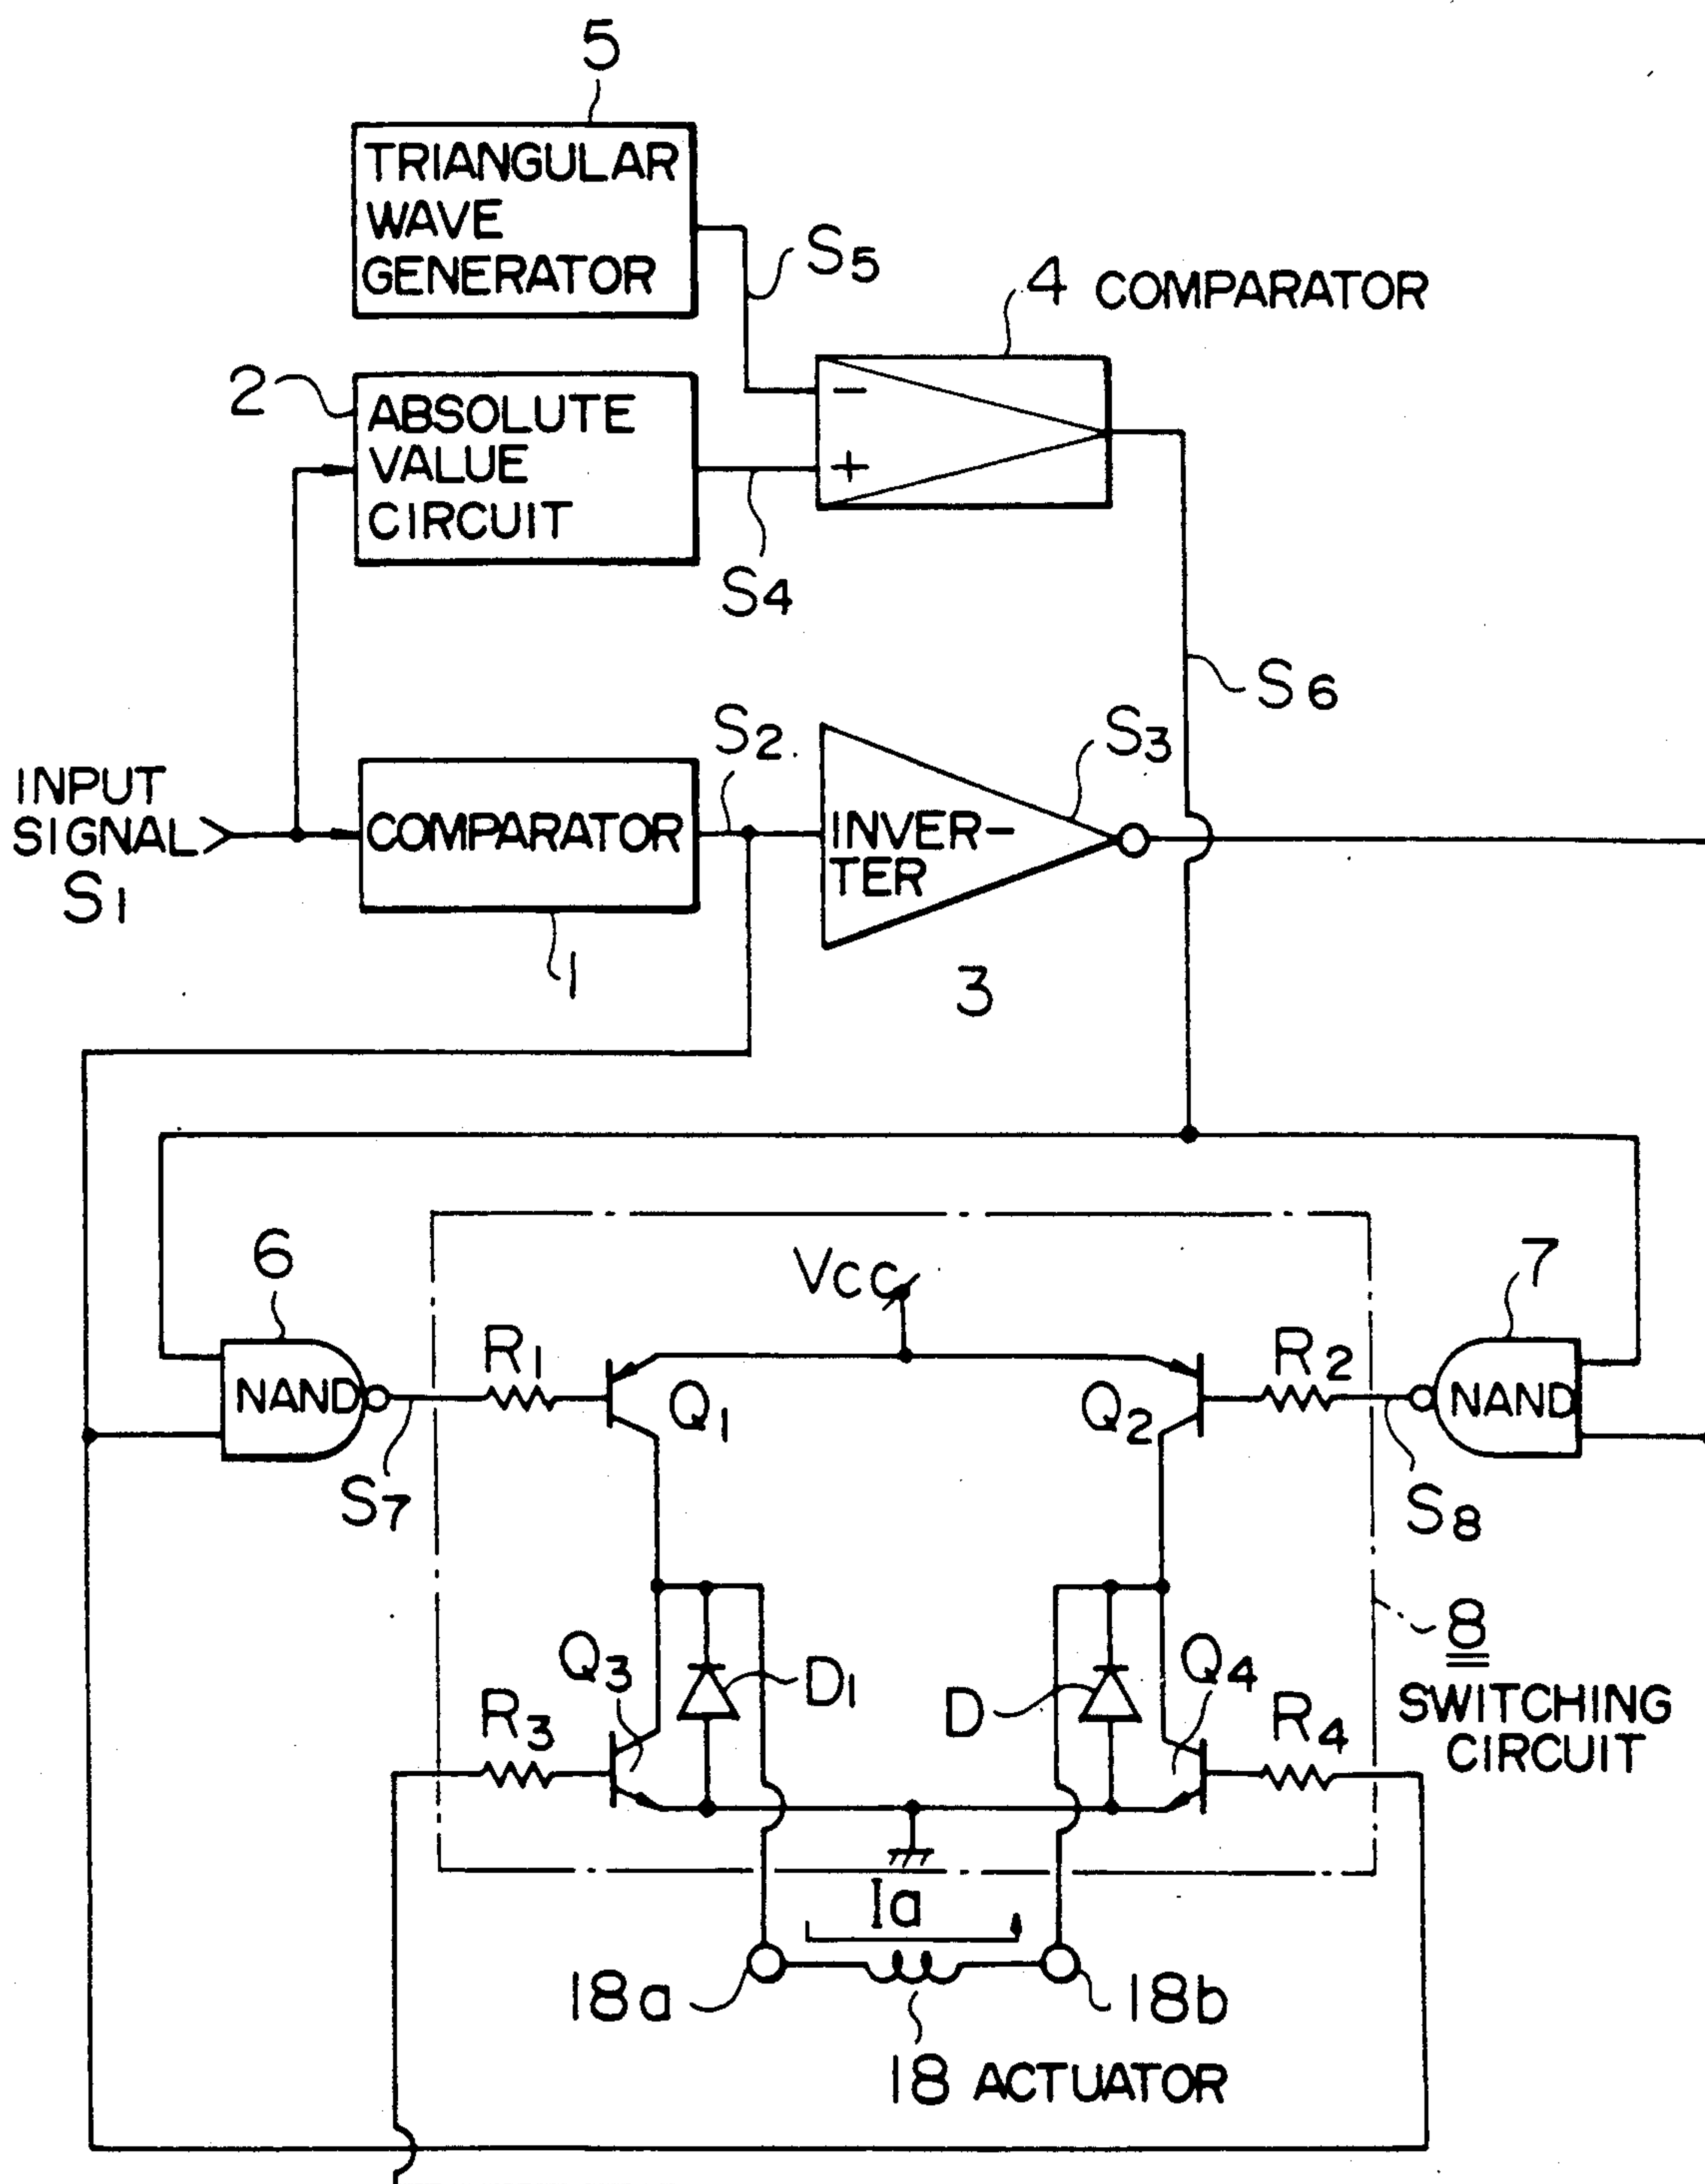 5
TRIANGULAR
WAVE
GENERATOR
S5
4 COMPARATOR
2
ABSOLUTE
VALUE
CIRCUIT
−
+
S4
S6
S2
S3
INPUT
SIGNAL
S1
COMPARATOR
INVER-
TER
1
3
6
VCC
7
R1
R2
NAND
Q1
Q2
NAND
S7
S8
8
SWITCHING
CIRCUIT
Q3
D1
D
Q4
R3
R4
Ia
18a
18b
18 ACTUATOR